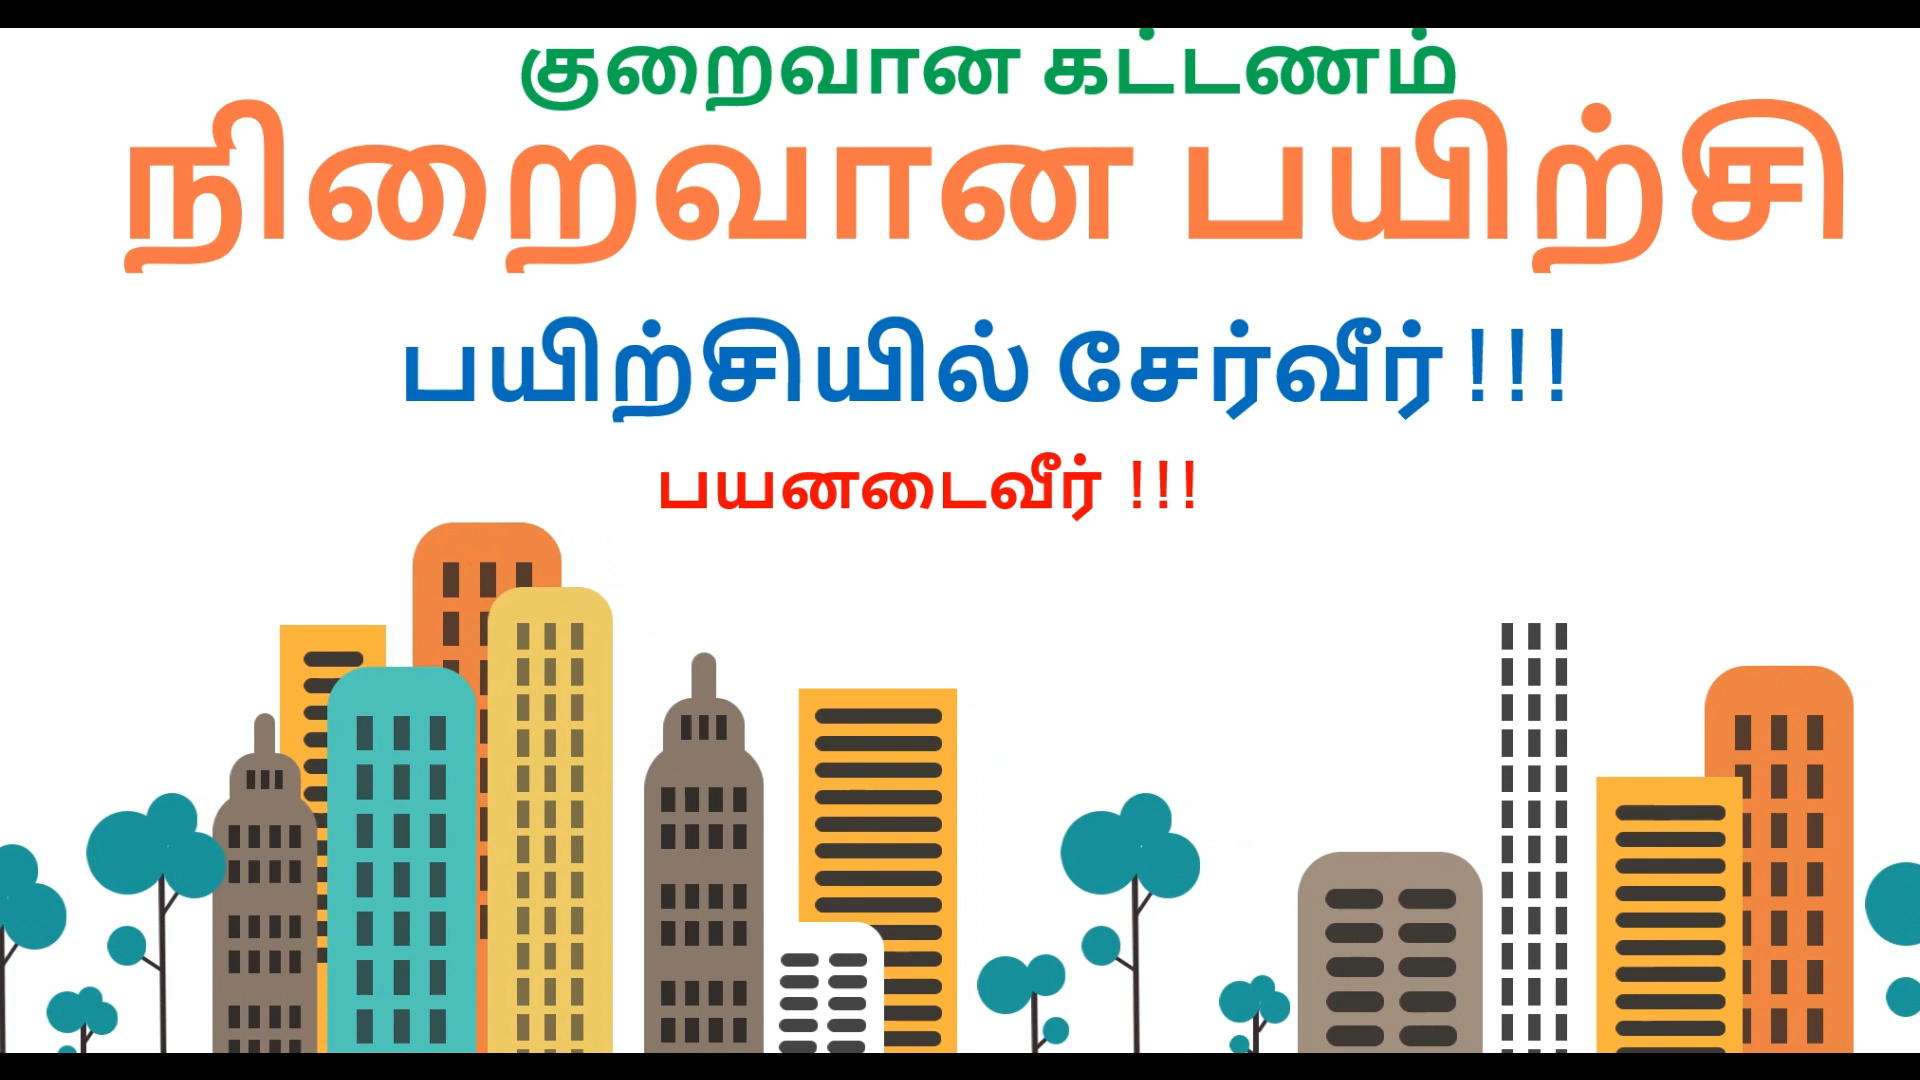 குறைவான கட்டணம்
நிறைவான பயிற்சி
பயிற்சியில் சேர்வீர் !!!
பயனடைவீர் !!!